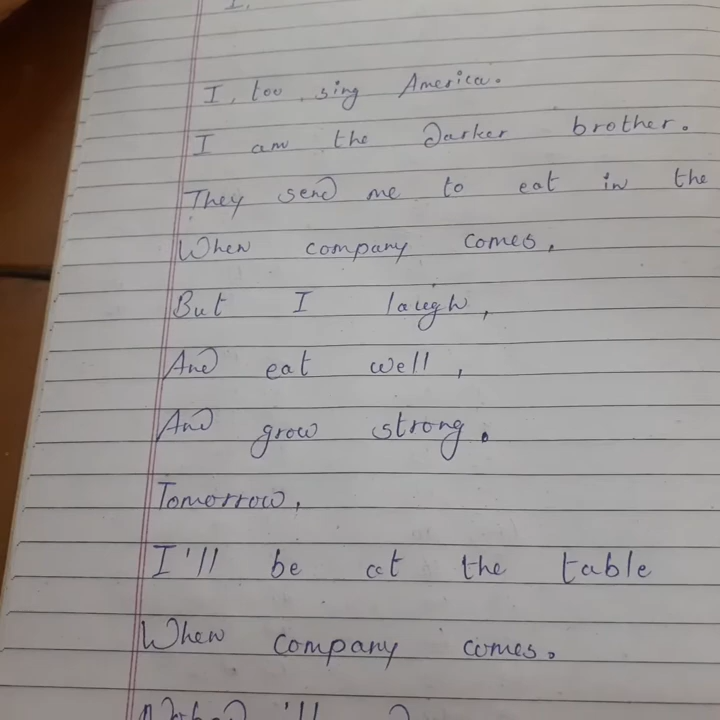 I, too, sing America.
I am the darker brother.
They send me to eat in the
When company comes,
But I laugh,
And eat well,
And grow strong.
Tomorrow,
I'll be at the table
When company comes.